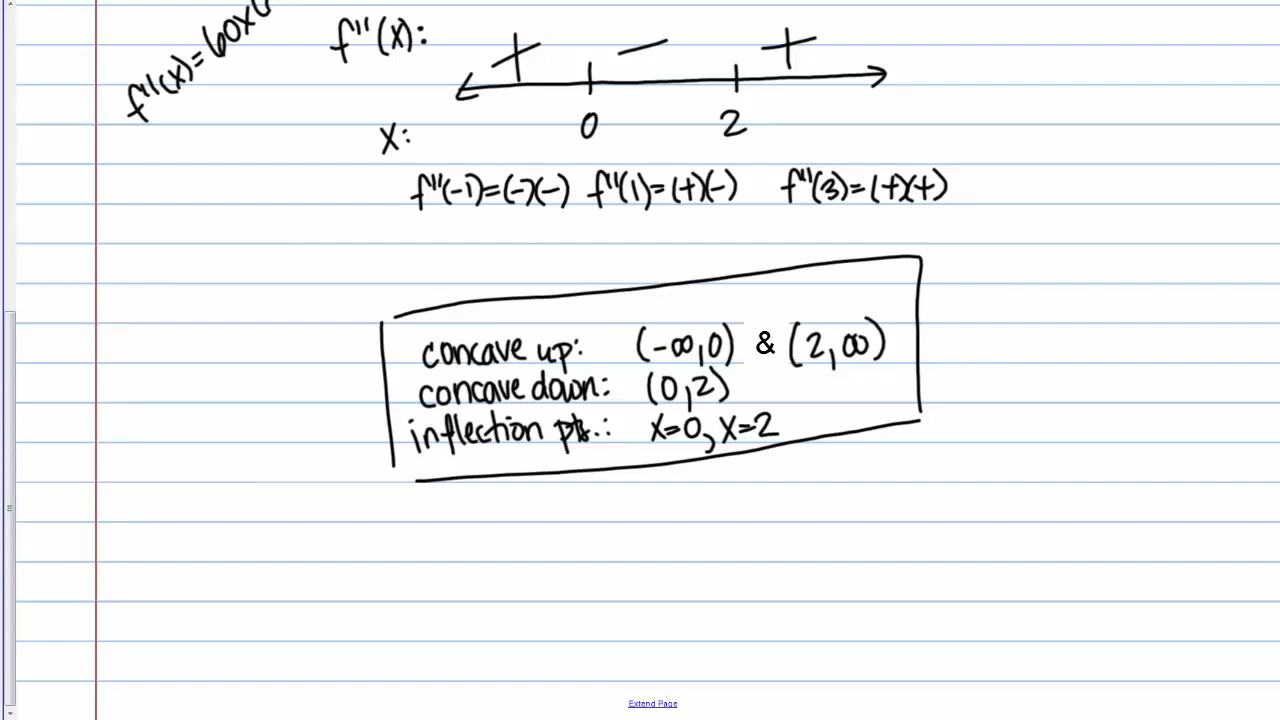 f''(x)=60x
f''(x):
+ − +
0 2
x:
f''(-1)=(-)(-) f''(1)=(+)(-) f''(3)=(+)(+)
concave up: (-∞,0) & (2,∞)
concave down: (0,2)
inflection pts.: x=0, x=2
Extend Page